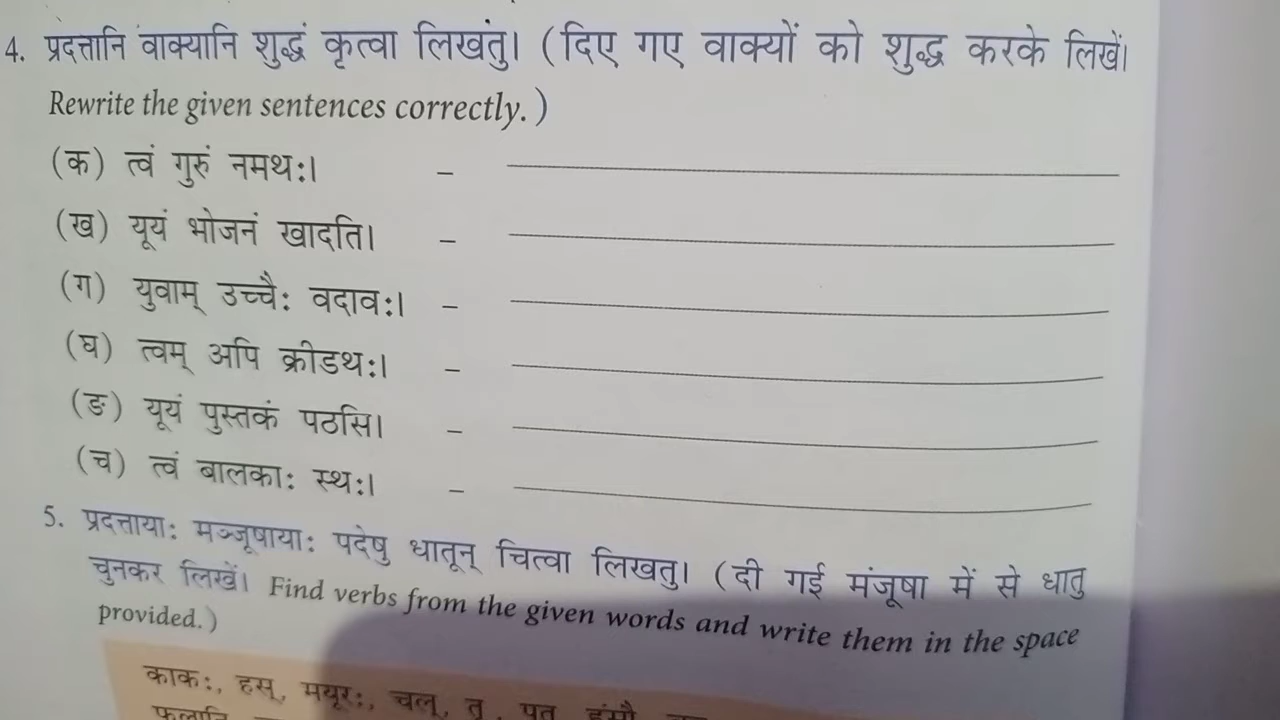 4. प्रदत्तानि वाक्यानि शुद्धं कृत्वा लिखंतु। (दिए गए वाक्यों को शुद्ध करके लिखें।
Rewrite the given sentences correctly.)
(क) त्वं गुरुं नमथः। –
(ख) यूयं भोजनं खादति। –
(ग) युवाम् उच्चैः वदावः। –
(घ) त्वम् अपि क्रीडथः। –
(ङ) यूयं पुस्तकं पठसि। –
(च) त्वं बालकाः स्थः। –
5. प्रदत्तायाः मञ्जूषायाः पदेषु धातून् चित्वा लिखतु। (दी गई मंजूषा में से धातु
चुनकर लिखें। Find verbs from the given words and write them in the space
provided.)
काकः, हस्, मयूरः, चल्, तृ, पत्